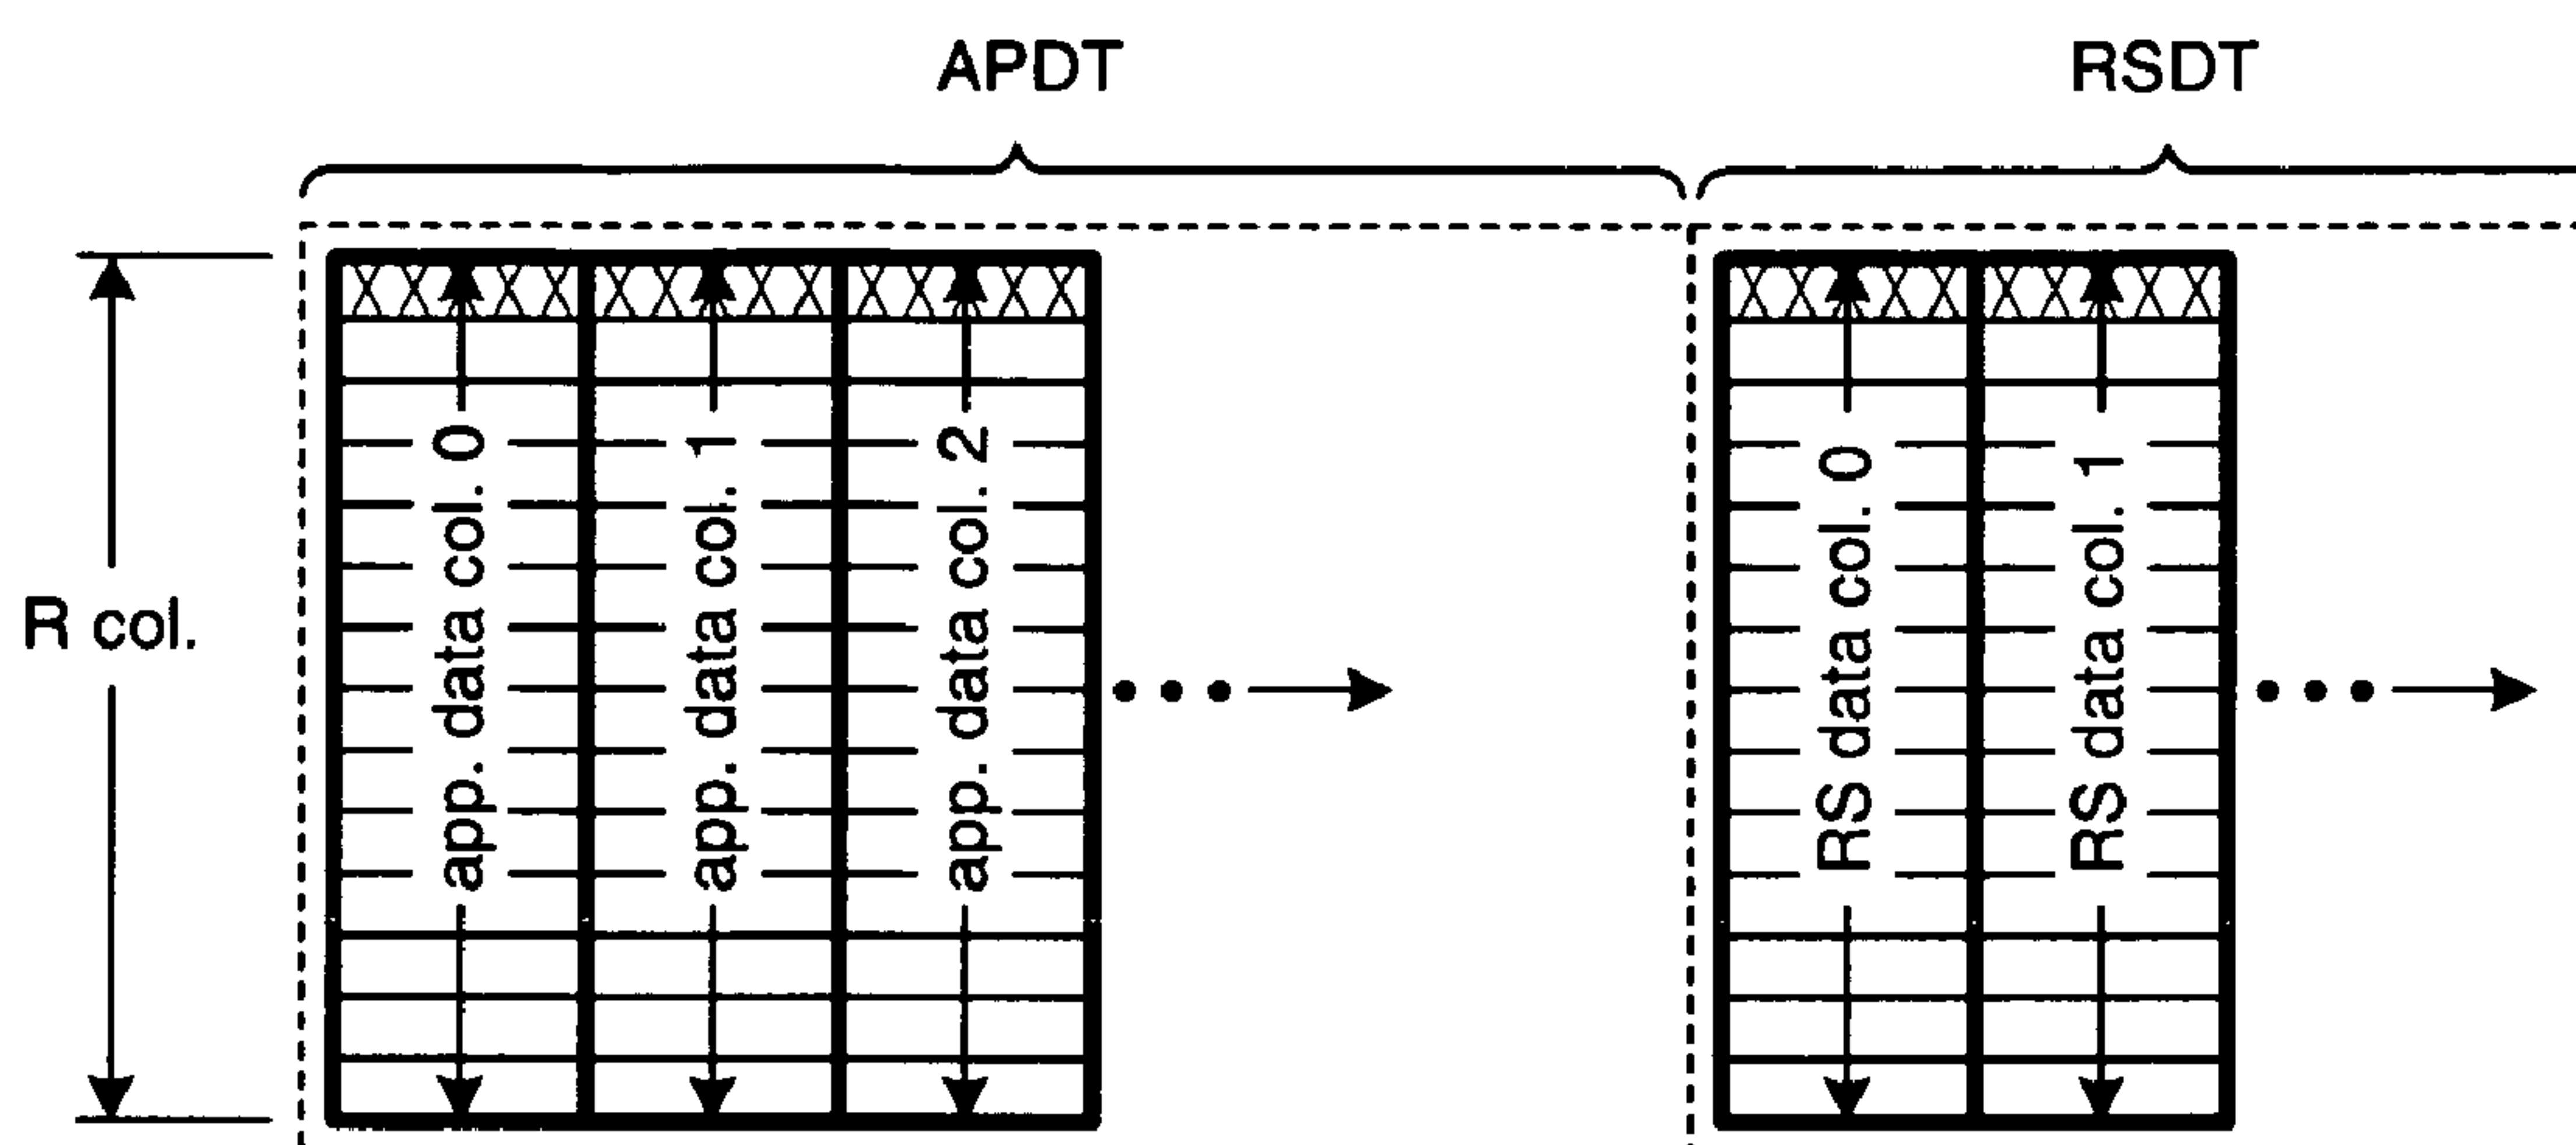 APDT
RSDT
R col.
app. data col. 0
app. data col. 1
app. data col. 2
RS data col. 0
RS data col. 1